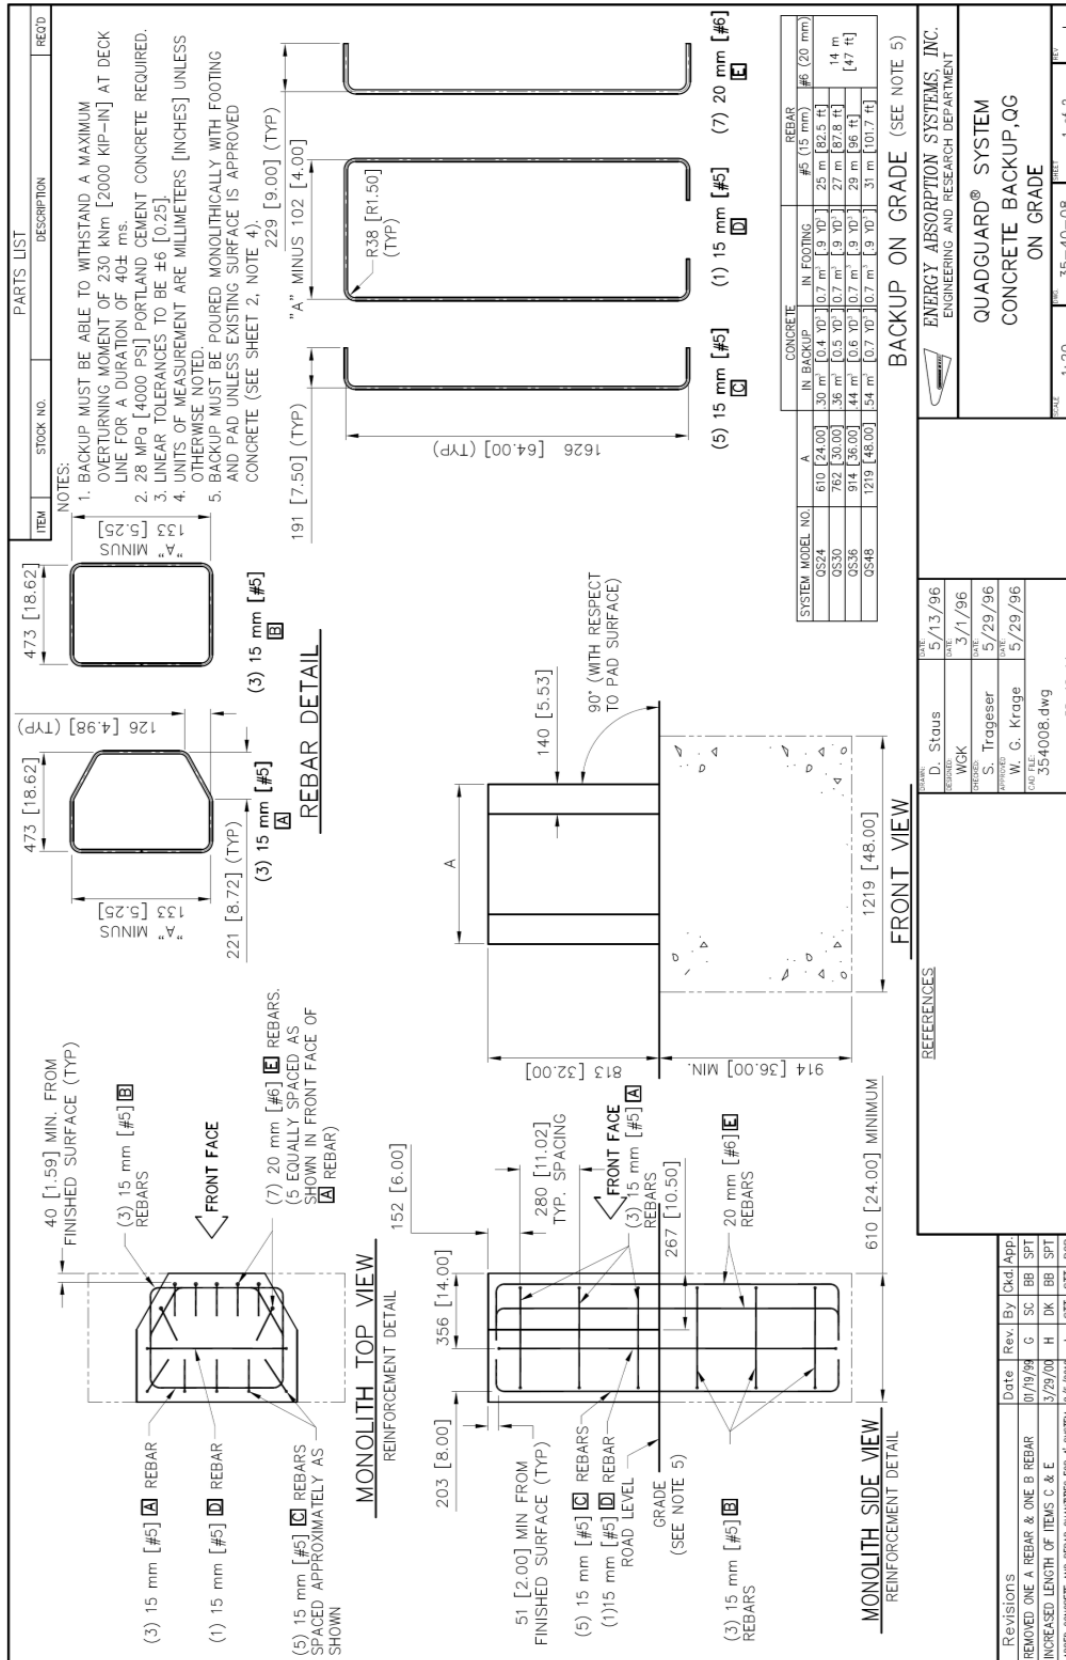 PARTS LIST
ITEM STOCK NO. DESCRIPTION REQ'D
NOTES:
1. BACKUP MUST BE ABLE TO WITHSTAND A MAXIMUM
OVERTURNING MOMENT OF 230 kNm [2000 KIP-IN] AT DECK
LINE FOR A DURATION OF 40± ms.
2. 28 MPa [4000 PSI] PORTLAND CEMENT CONCRETE REQUIRED.
3. LINEAR TOLERANCES TO BE ±6 [0.25].
4. UNITS OF MEASUREMENT ARE MILLIMETERS [INCHES] UNLESS
OTHERWISE NOTED.
5. BACKUP MUST BE POURED MONOLITHICALLY WITH FOOTING
AND PAD UNLESS EXISTING SURFACE IS APPROVED
CONCRETE (SEE SHEET 2, NOTE 4).
40 [1.59] MIN. FROM
FINISHED SURFACE (TYP)
(3) 15 mm [#5] B
REBARS
FRONT FACE
(7) 20 mm [#6] E REBARS.
(5 EQUALLY SPACED AS
SHOWN IN FRONT FACE OF
A REBAR)
(3) 15 mm [#5] A REBAR
(1) 15 mm [#5] D REBAR
(5) 15 mm [#5] C REBARS
SPACED APPROXIMATELY AS
SHOWN
MONOLITH TOP VIEW
REINFORCEMENT DETAIL
473 [18.62]
"A" MINUS
133 [5.25]
126 [4.98] (TYP)
221 [8.72] (TYP)
(3) 15 mm [#5]
A
473 [18.62]
"A" MINUS
133 [5.25]
(3) 15 mm [#5]
B
REBAR DETAIL
191 [7.50] (TYP)
1626 [64.00] (TYP)
(5) 15 mm [#5]
C
"A" MINUS 102 [4.00]
R38 [R1.50]
(TYP)
(1) 15 mm [#5]
D
229 [9.00] (TYP)
(7) 20 mm [#6]
E
203 [8.00]
356 [14.00]
152 [6.00]
280 [11.02]
TYP. SPACING
FRONT FACE
(3) 15 mm [#5] A
REBARS
267 [10.50]
20 mm [#6] E
REBARS
610 [24.00] MINIMUM
51 [2.00] MIN FROM
FINISHED SURFACE (TYP)
(5) 15 mm [#5] C REBARS
(1)15 mm [#5] D REBAR
ROAD LEVEL
GRADE
(SEE NOTE 5)
(3) 15 mm [#5] B
REBARS
MONOLITH SIDE VIEW
REINFORCEMENT DETAIL
A
140 [5.53]
90° (WITH RESPECT
TO PAD SURFACE)
813 [32.00]
914 [36.00] MIN.
1219 [48.00]
FRONT VIEW
SYSTEM MODEL NO. A CONCRETE REBAR
IN BACKUP IN FOOTING #5 (15 mm) #6 (20 mm)
QS24 610 [24.00] .30 m³ [0.4 YD³] 0.7 m³ [.9 YD³] 25 m [82.5 ft]
QS30 762 [30.00] .36 m³ [0.5 YD³] 0.7 m³ [.9 YD³] 27 m [87.8 ft]
QS36 914 [36.00] .44 m³ [0.6 YD³] 0.7 m³ [.9 YD³] 29 m [96 ft]
QS48 1219 [48.00] .54 m³ [0.7 YD³] 0.7 m³ [.9 YD³] 31 m [101.7 ft]
14 m
[47 ft]
BACKUP ON GRADE (SEE NOTE 5)
REFERENCES
Revisions Date Rev. By Ckd. App.
REMOVED ONE A REBAR & ONE B REBAR 01/19/99 G SC BB SPT
INCREASED LENGTH OF ITEMS C & E 3/29/00 H DK BB SPT
DRAWN: D. Staus DATE: 5/13/96
DESIGNED: WGK DATE: 3/1/96
CHECKED: S. Trageser DATE: 5/29/96
APPROVED: W. G. Krage DATE: 5/29/96
CAD FILE: 354008.dwg
ENERGY ABSORPTION SYSTEMS, INC.
ENGINEERING AND RESEARCH DEPARTMENT
QUADGUARD® SYSTEM
CONCRETE BACKUP,QG
ON GRADE
SCALE 1:20 DWG. 35-40-08 SHEET 1 of 2 REV.